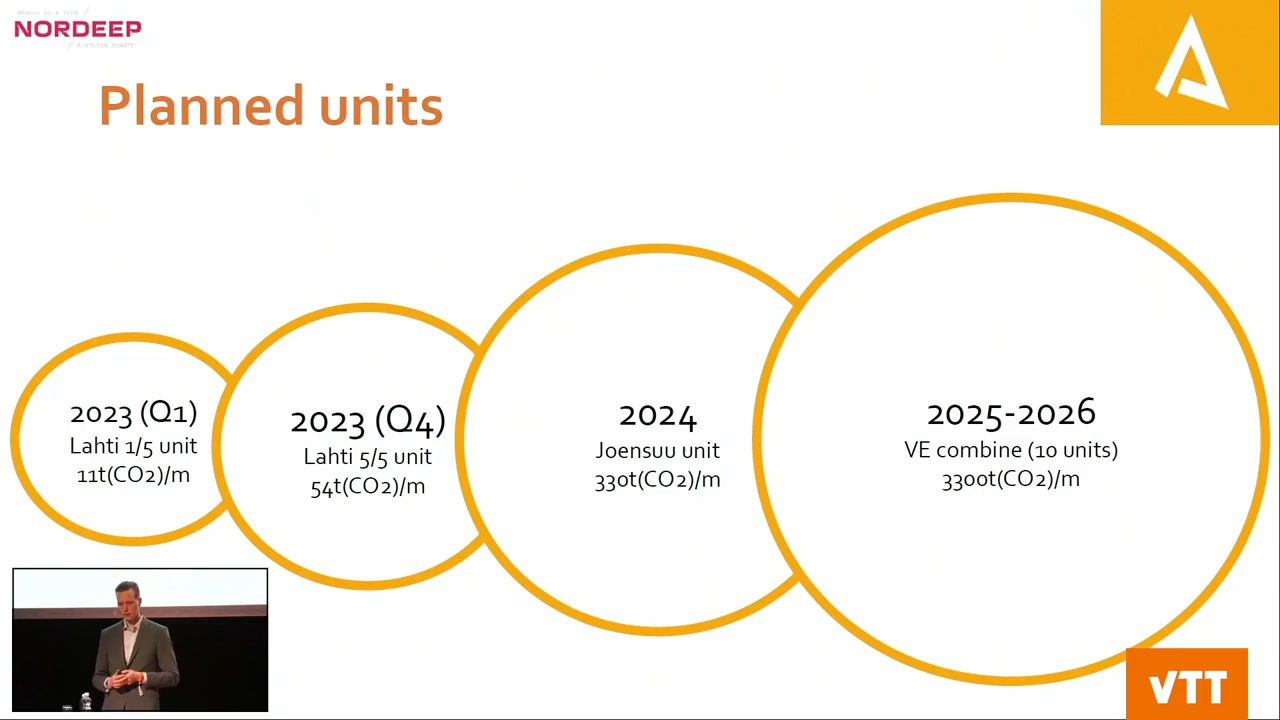 NORDEEP
Planned units
2023 (Q1)
Lahti 1/5 unit
11t(CO2)/m
2023 (Q4)
Lahti 5/5 unit
54t(CO2)/m
2024
Joensuu unit
330t(CO2)/m
2025-2026
VE combine (10 units)
3300t(CO2)/m
VTT